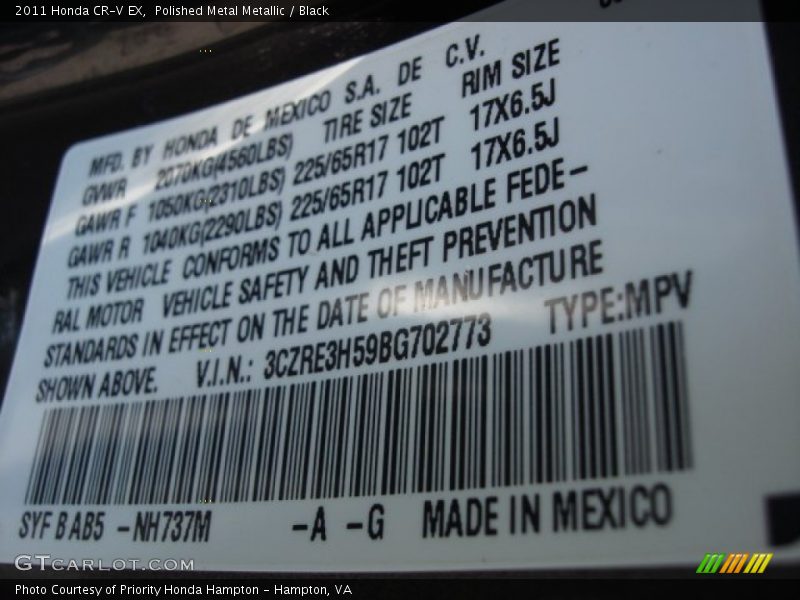 2011 Honda CR-V EX, Polished Metal Metallic / Black
MFD. BY HONDA DE MEXICO S.A. DE C.V.
GVWR 2070KG(4560LBS) TIRE SIZE RIM SIZE
GAWR F 1050KG(2310LBS) 225/65R17 102T 17X6.5J
GAWR R 1040KG(2290LBS) 225/65R17 102T 17X6.5J
THIS VEHICLE CONFORMS TO ALL APPLICABLE FEDE-
RAL MOTOR VEHICLE SAFETY AND THEFT PREVENTION
STANDARDS IN EFFECT ON THE DATE OF MANUFACTURE
SHOWN ABOVE. V.I.N.: 3CZRE3H59BG702773 TYPE:MPV
SYF B AB5 -NH737M -A -G MADE IN MEXICO
GTCARLOT.COM
Photo Courtesy of Priority Honda Hampton - Hampton, VA